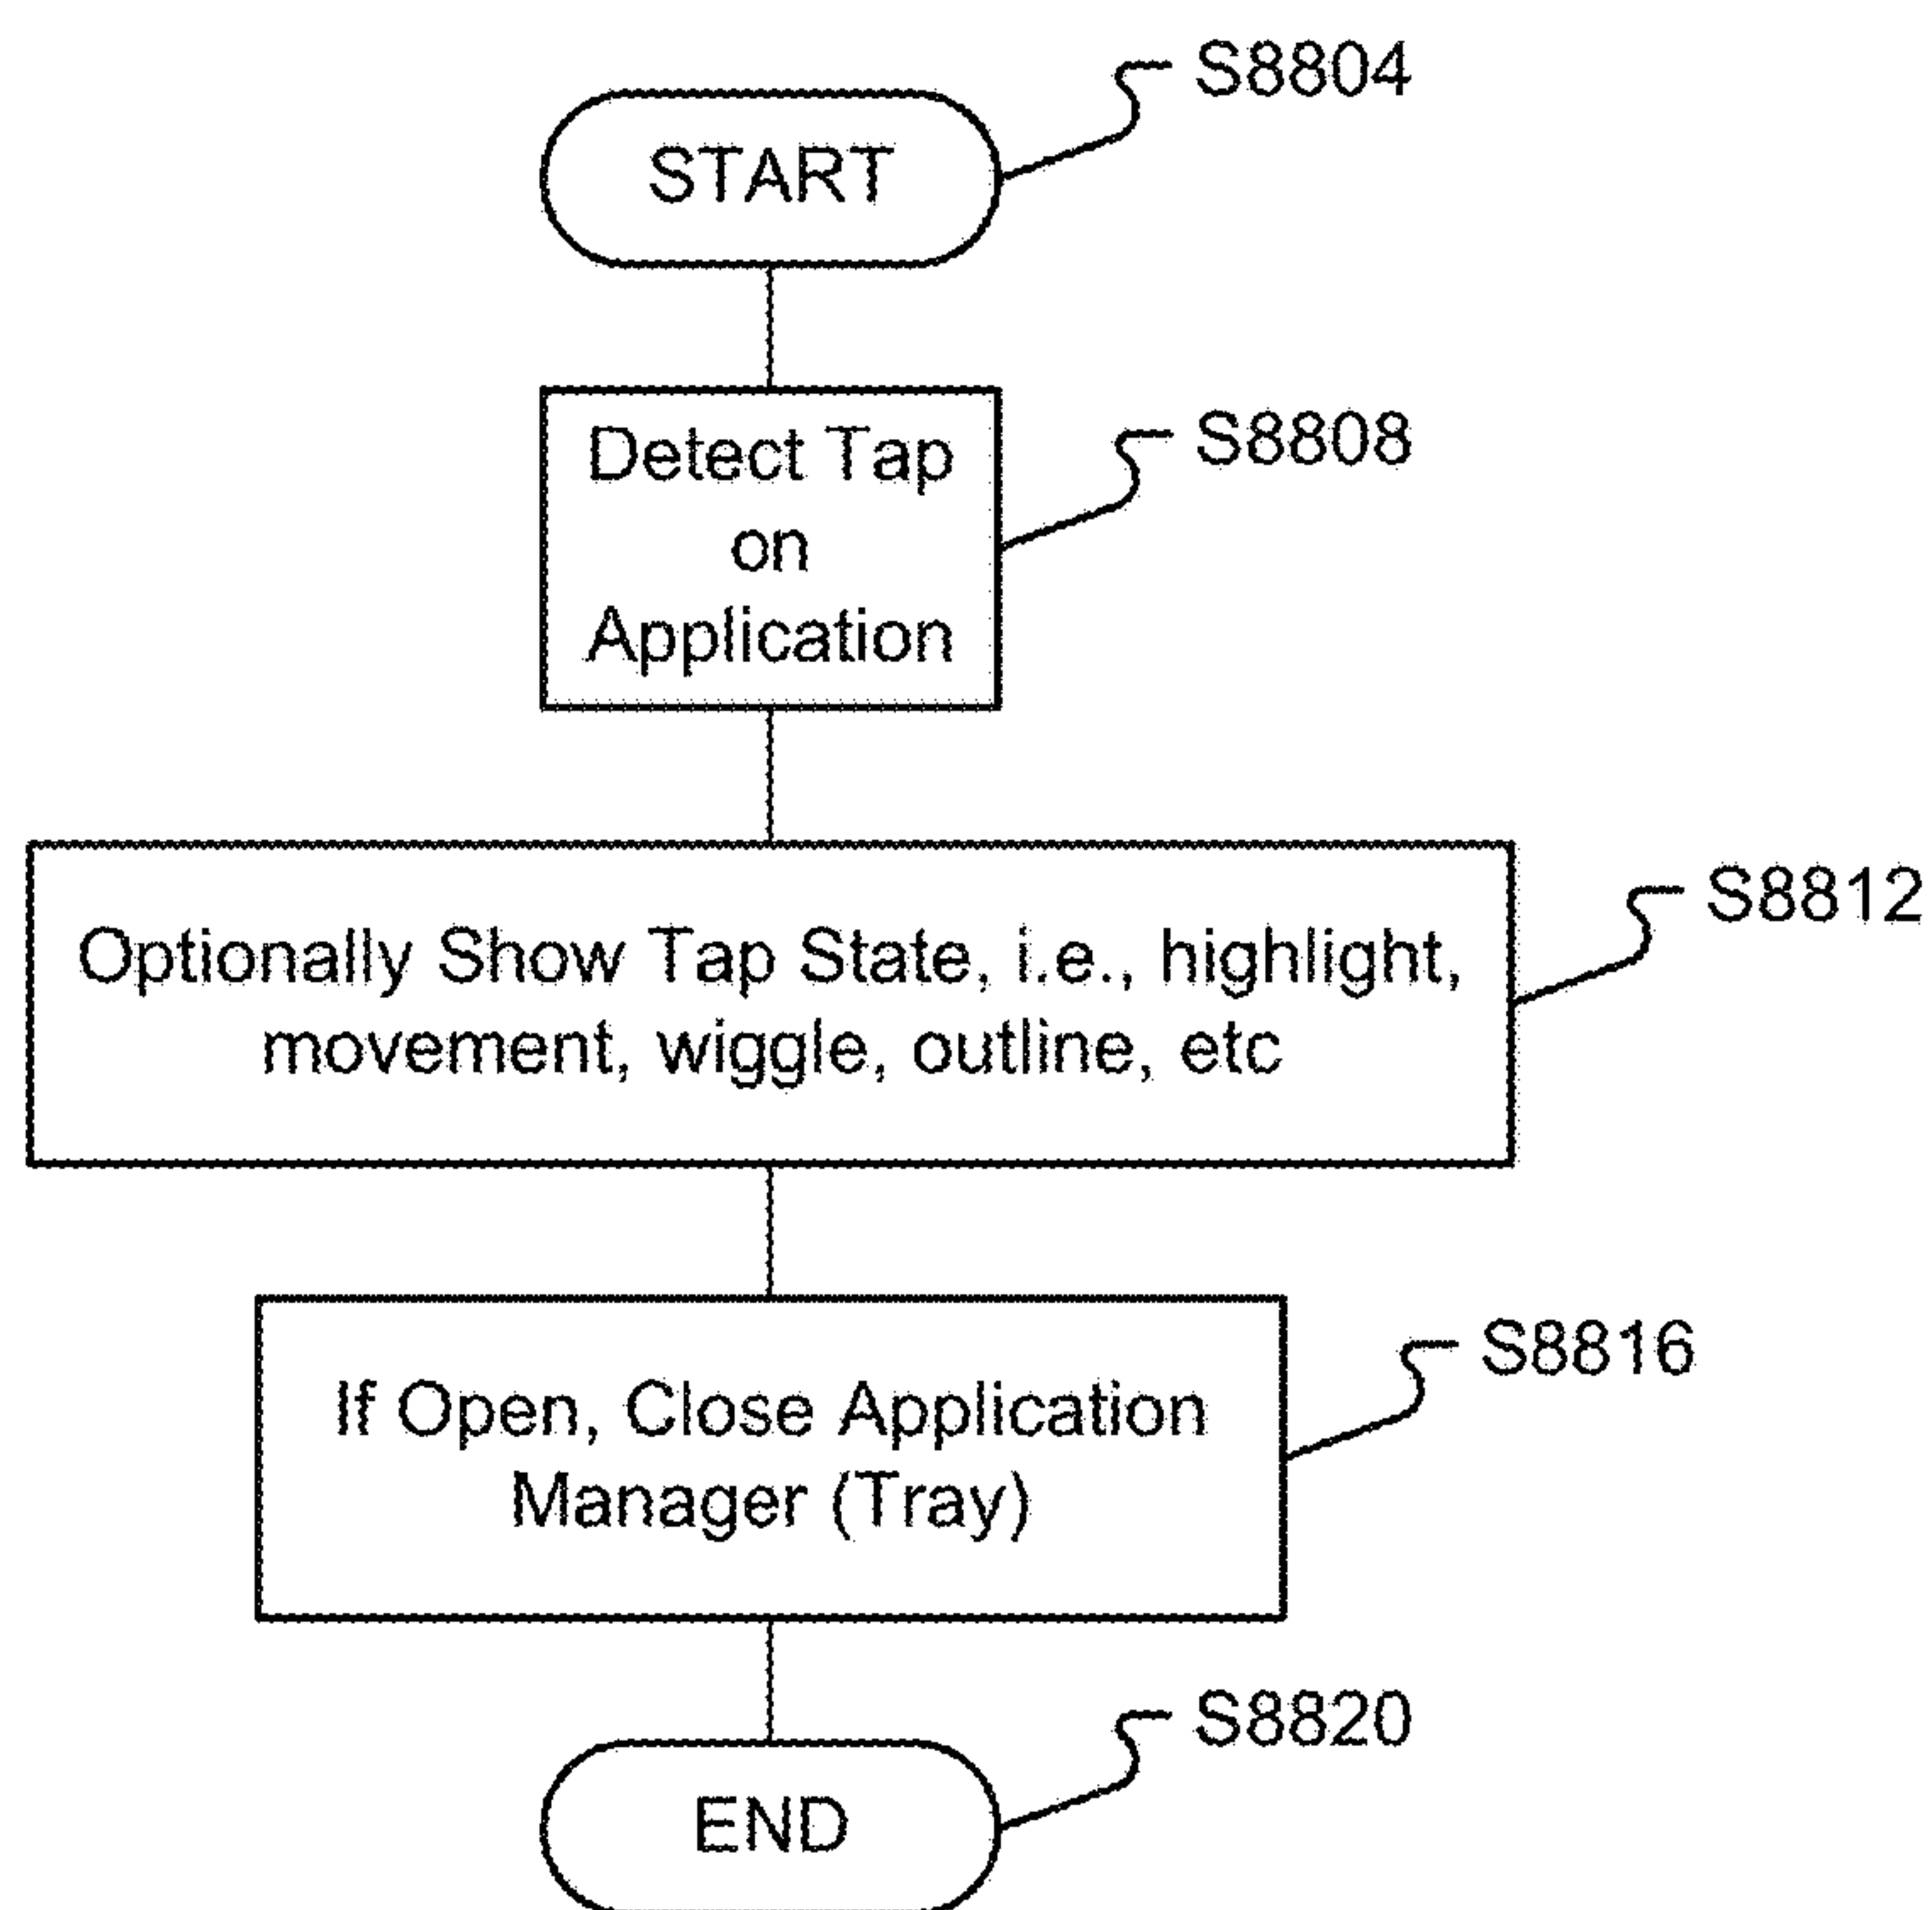 S8804
START
S8808
Detect Tap
on
Application
S8812
Optionally Show Tap State, i.e., highlight,
movement, wiggle, outline, etc
S8816
If Open, Close Application
Manager (Tray)
S8820
END